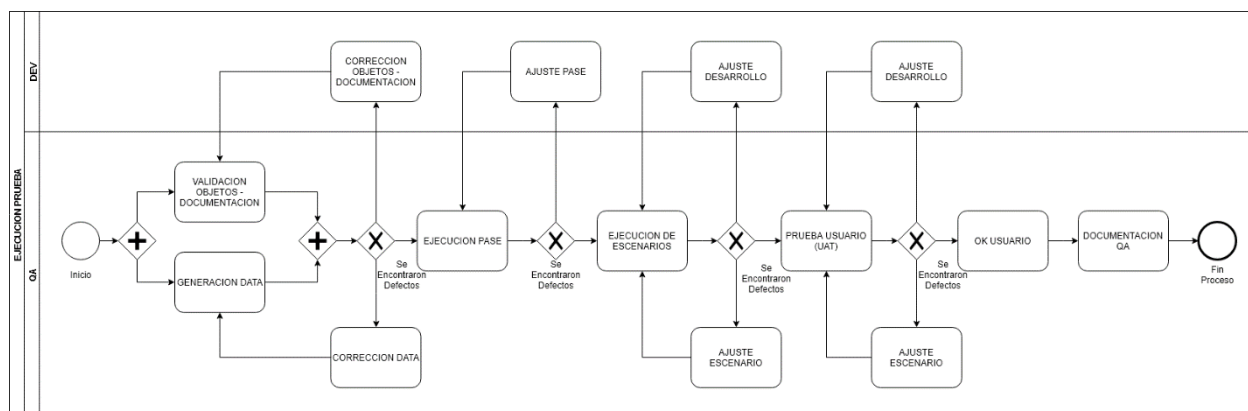 EJECUCION PRUEBA
DEV
CORRECCION
OBJETOS -
DOCUMENTACION
AJUSTE PASE
AJUSTE
DESARROLLO
AJUSTE
DESARROLLO
QA
Inicio
VALIDACION
OBJETOS -
DOCUMENTACION
GENERACION DATA
Se
Encontraron
Defectos
CORRECCION DATA
EJECUCION PASE
Se
Encontraron
Defectos
EJECUCION DE
ESCENARIOS
Se
Encontraron
Defectos
AJUSTE
ESCENARIO
PRUEBA USUARIO
(UAT)
Se
Encontraron
Defectos
AJUSTE
ESCENARIO
OK USUARIO
DOCUMENTACION
QA
Fin
Proceso